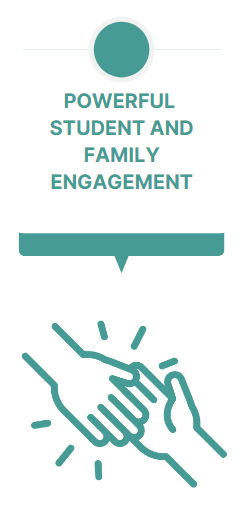 POWERFUL
STUDENT AND
FAMILY
ENGAGEMENT